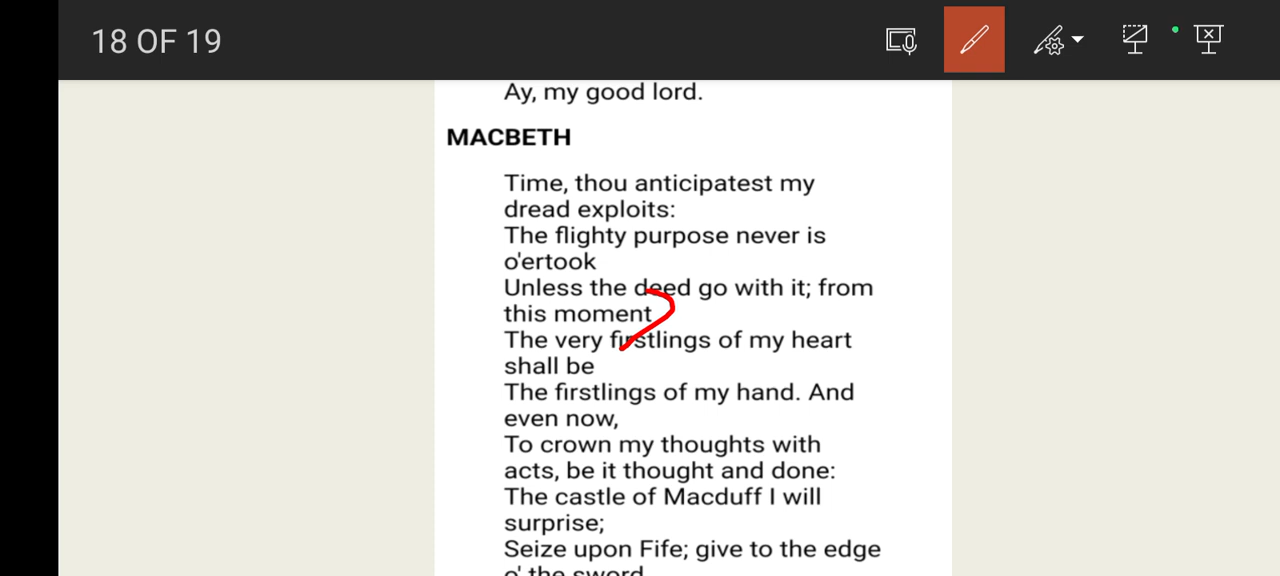 18 OF 19
Ay, my good lord.
MACBETH
Time, thou anticipatest my
dread exploits:
The flighty purpose never is
o'ertook
Unless the deed go with it; from
this moment
The very firstlings of my heart
shall be
The firstlings of my hand. And
even now,
To crown my thoughts with
acts, be it thought and done:
The castle of Macduff I will
surprise;
Seize upon Fife; give to the edge
o' the sword